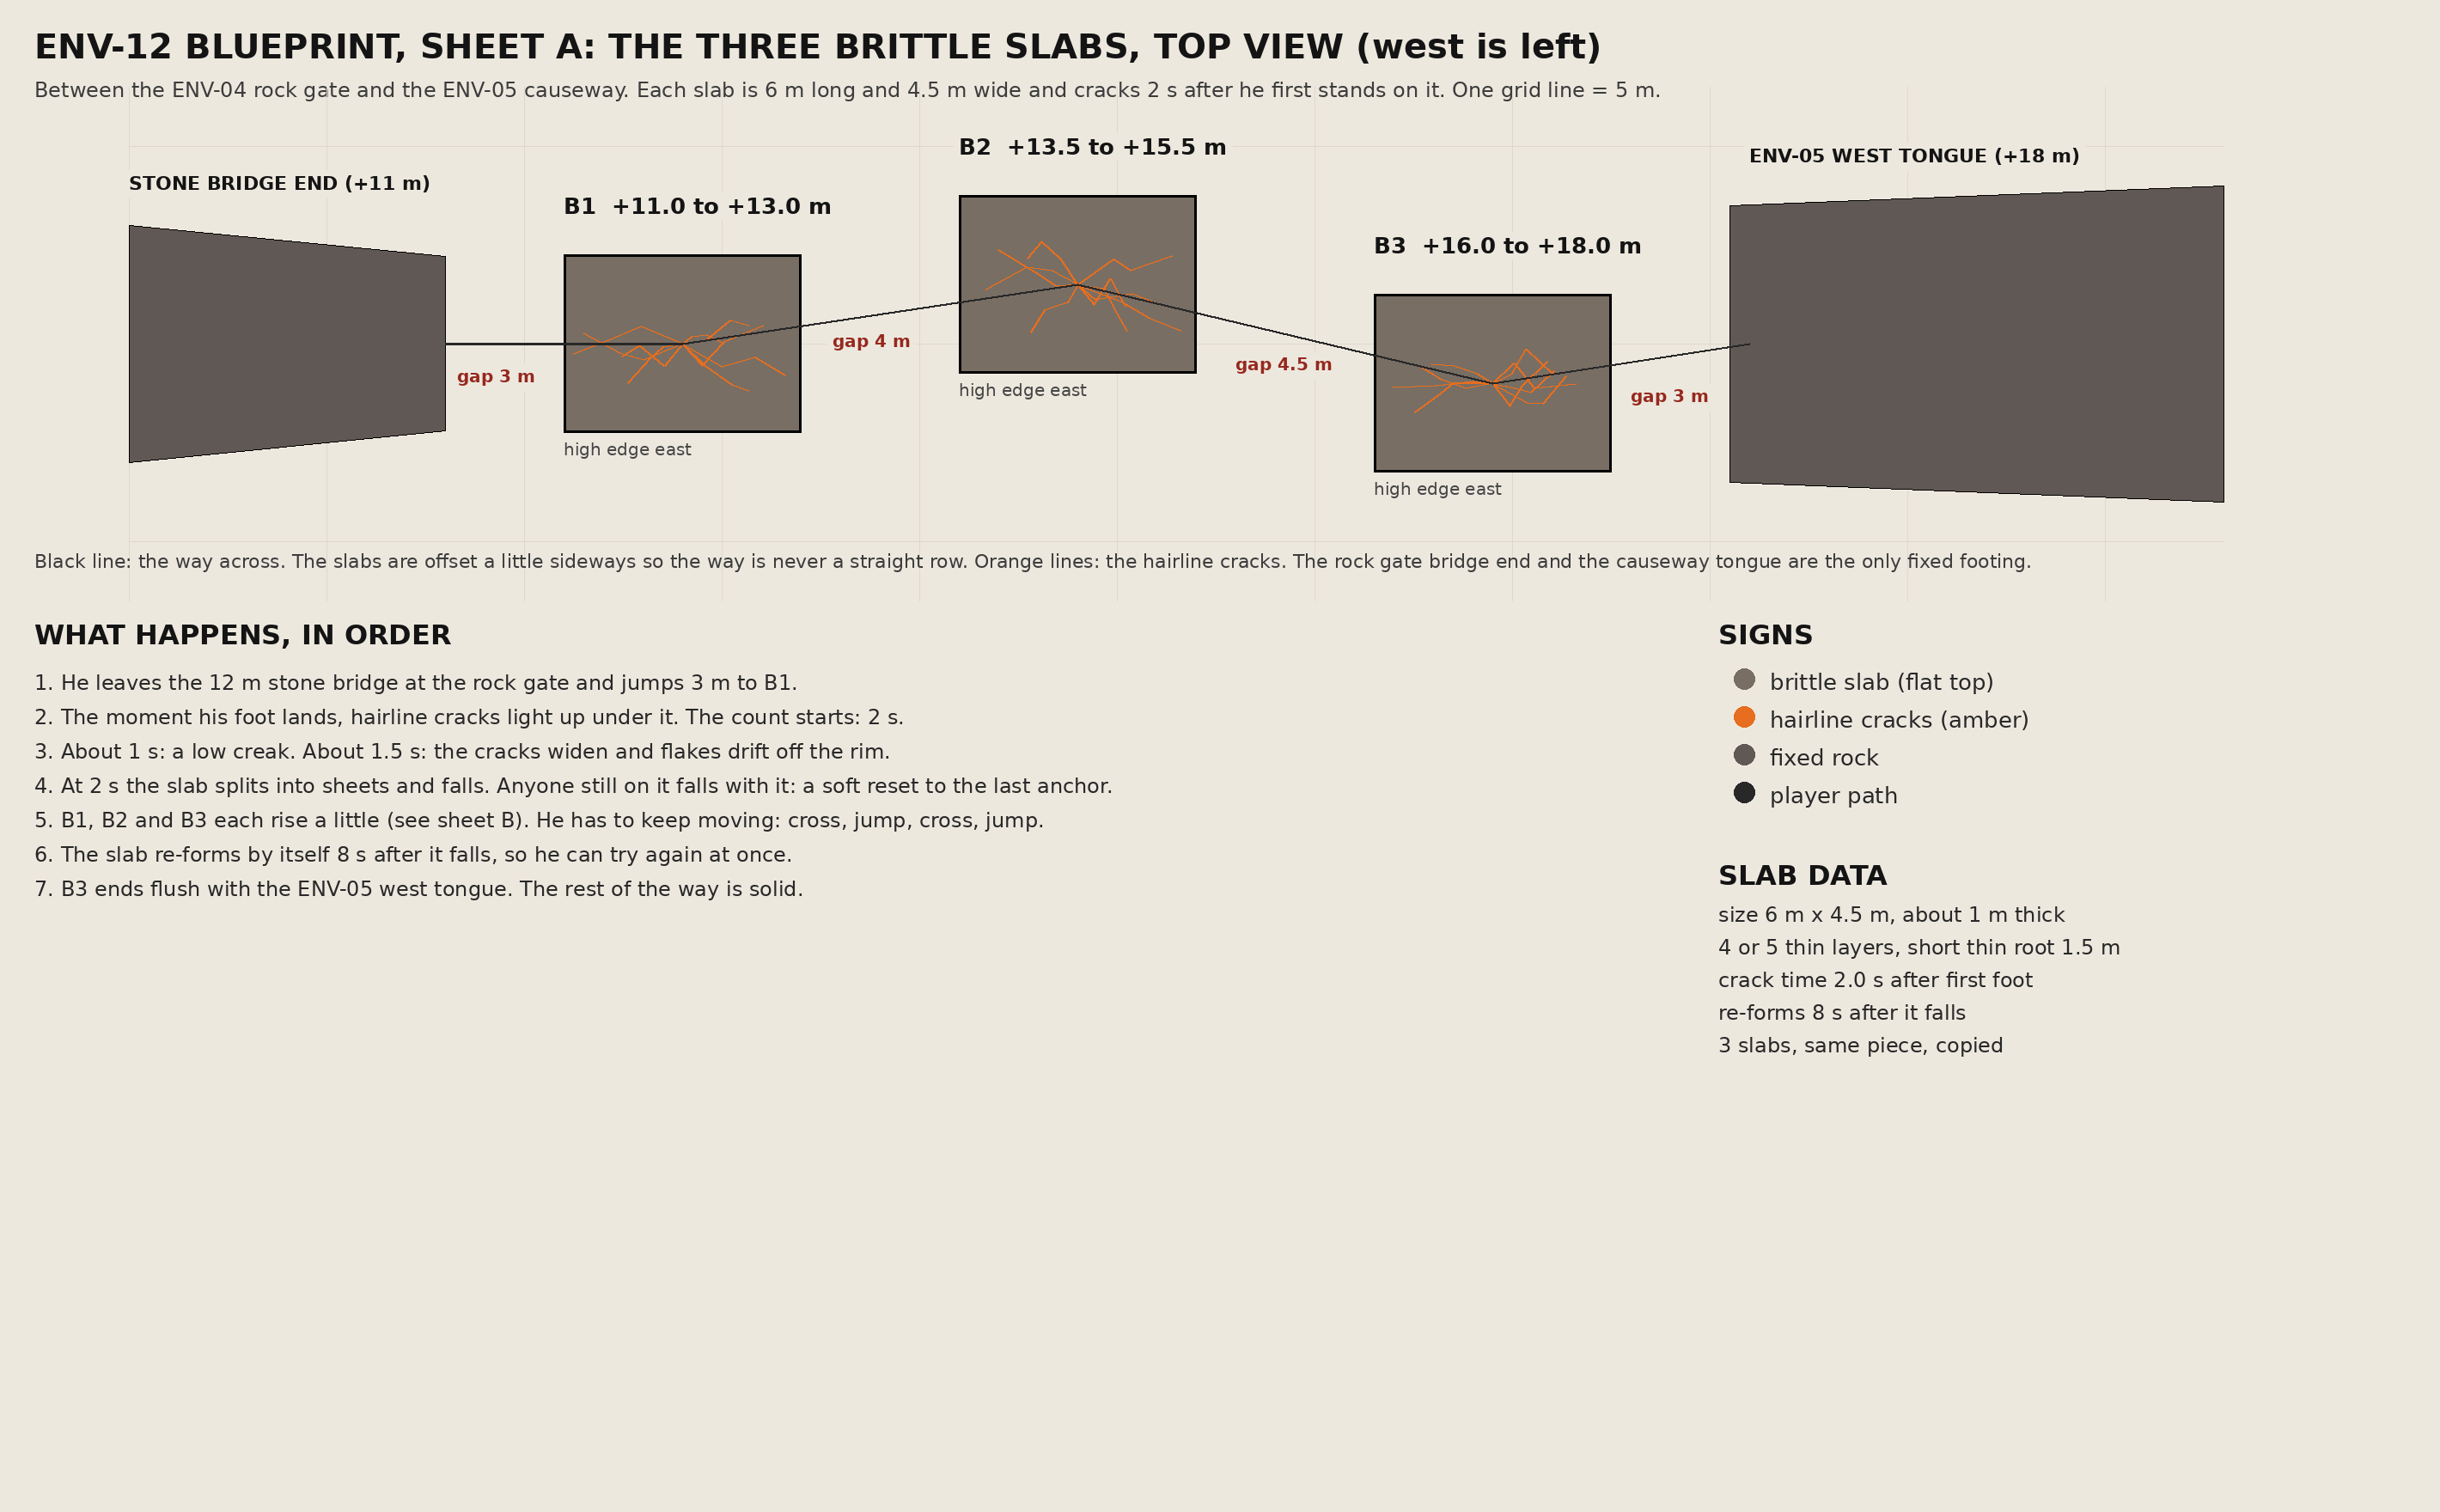 ENV-12 BLUEPRINT, SHEET A: THE THREE BRITTLE SLABS, TOP VIEW (west is left)
Between the ENV-04 rock gate and the ENV-05 causeway. Each slab is 6 m long and 4.5 m wide and cracks 2 s after he first stands on it. One grid line = 5 m.
STONE BRIDGE END (+11 m)
B1 +11.0 to +13.0 m
B2 +13.5 to +15.5 m
B3 +16.0 to +18.0 m
ENV-05 WEST TONGUE (+18 m)
gap 3 m
gap 4 m
gap 4.5 m
gap 3 m
high edge east
high edge east
high edge east
Black line: the way across. The slabs are offset a little sideways so the way is never a straight row. Orange lines: the hairline cracks. The rock gate bridge end and the causeway tongue are the only fixed footing.
WHAT HAPPENS, IN ORDER
1. He leaves the 12 m stone bridge at the rock gate and jumps 3 m to B1.
2. The moment his foot lands, hairline cracks light up under it. The count starts: 2 s.
3. About 1 s: a low creak. About 1.5 s: the cracks widen and flakes drift off the rim.
4. At 2 s the slab splits into sheets and falls. Anyone still on it falls with it: a soft reset to the last anchor.
5. B1, B2 and B3 each rise a little (see sheet B). He has to keep moving: cross, jump, cross, jump.
6. The slab re-forms by itself 8 s after it falls, so he can try again at once.
7. B3 ends flush with the ENV-05 west tongue. The rest of the way is solid.
SIGNS
brittle slab (flat top)
hairline cracks (amber)
fixed rock
player path
SLAB DATA
size 6 m x 4.5 m, about 1 m thick
4 or 5 thin layers, short thin root 1.5 m
crack time 2.0 s after first foot
re-forms 8 s after it falls
3 slabs, same piece, copied